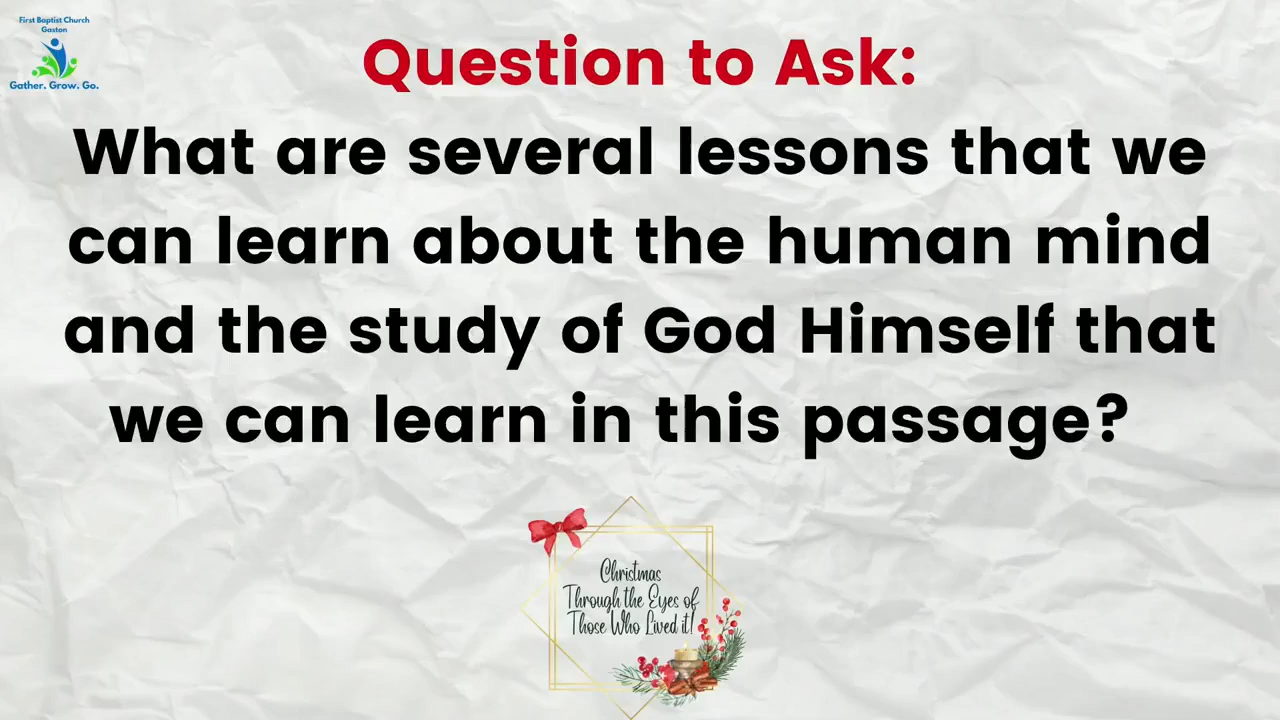 First Baptist Church
Gaston
Gather. Grow. Go.
Question to Ask:
What are several lessons that we
can learn about the human mind
and the study of God Himself that
we can learn in this passage?
Christmas
Through the Eyes of
Those Who Lived it!